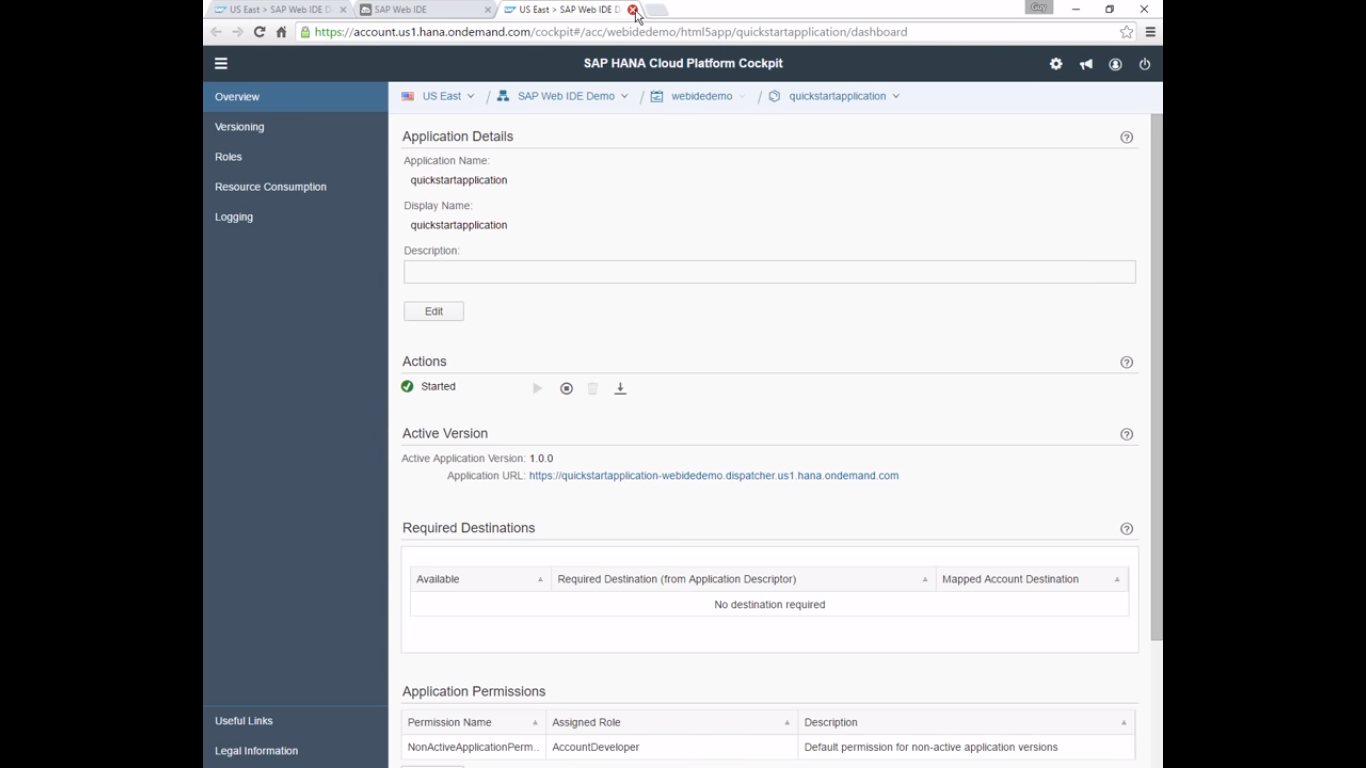 US East > SAP Web IDE D
SAP Web IDE
US East > SAP Web IDE D
Guy
https://account.us1.hana.ondemand.com/cockpit#/acc/webidedemo/html5app/quickstartapplication/dashboard
SAP HANA Cloud Platform Cockpit
Overview
Versioning
Roles
Resource Consumption
Logging
Useful Links
Legal Information
US East / SAP Web IDE Demo / webidedemo / quickstartapplication
Application Details
Application Name:
quickstartapplication
Display Name:
quickstartapplication
Description:
Edit
Actions
Started
Active Version
Active Application Version: 1.0.0
Application URL: https://quickstartapplication-webidedemo.dispatcher.us1.hana.ondemand.com
Required Destinations
Available Required Destination (from Application Descriptor) Mapped Account Destination
No destination required
Application Permissions
Permission Name Assigned Role Description
NonActiveApplicationPerm... AccountDeveloper Default permission for non-active application versions